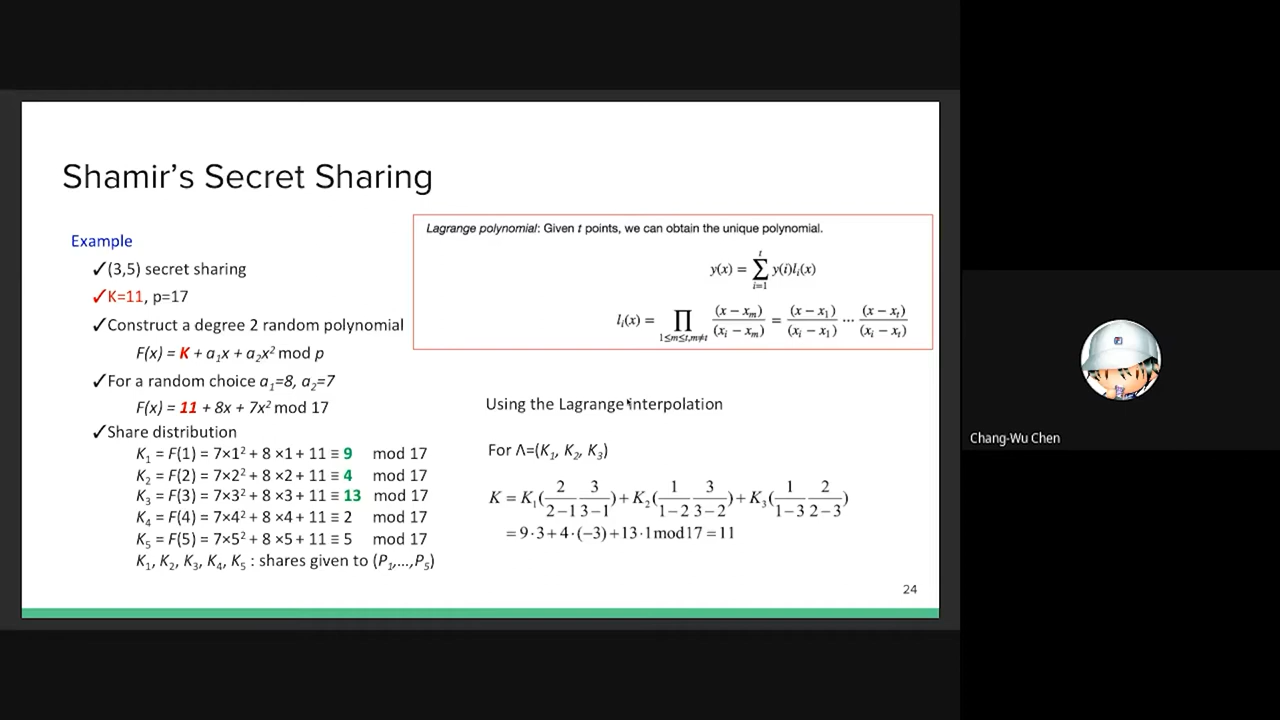 Shamir's Secret Sharing
Example
✓(3,5) secret sharing
✓K=11, p=17
✓Construct a degree 2 random polynomial
F(x) = K + a₁x + a₂x² mod p
✓For a random choice a₁=8, a₂=7
F(x) = 11 + 8x + 7x² mod 17
✓Share distribution
K₁ = F(1) = 7×1² + 8 ×1 + 11 ≡ 9 mod 17
K₂ = F(2) = 7×2² + 8 ×2 + 11 ≡ 4 mod 17
K₃ = F(3) = 7×3² + 8 ×3 + 11 ≡ 13 mod 17
K₄ = F(4) = 7×4² + 8 ×4 + 11 ≡ 2 mod 17
K₅ = F(5) = 7×5² + 8 ×5 + 11 ≡ 5 mod 17
K₁, K₂, K₃, K₄, K₅ : shares given to (P₁,...,P₅)
Lagrange polynomial: Given t points, we can obtain the unique polynomial.
y(x) = ∑_{i=1}^{t} y(i)lᵢ(x)
lᵢ(x) = ∏_{1≤m≤t,m≠t} (x − xₘ)/(xᵢ − xₘ) = (x − x₁)/(xᵢ − x₁) ··· (x − xₜ)/(xᵢ − xₜ)
Using the Lagrange interpolation
For Λ=(K₁, K₂, K₃)
K = K₁(2/(2−1) 3/(3−1)) + K₂(1/(1−2) 3/(3−2)) + K₃(1/(1−3) 2/(2−3))
= 9·3 + 4·(−3) + 13·1 mod 17 = 11
24
Chang-Wu Chen